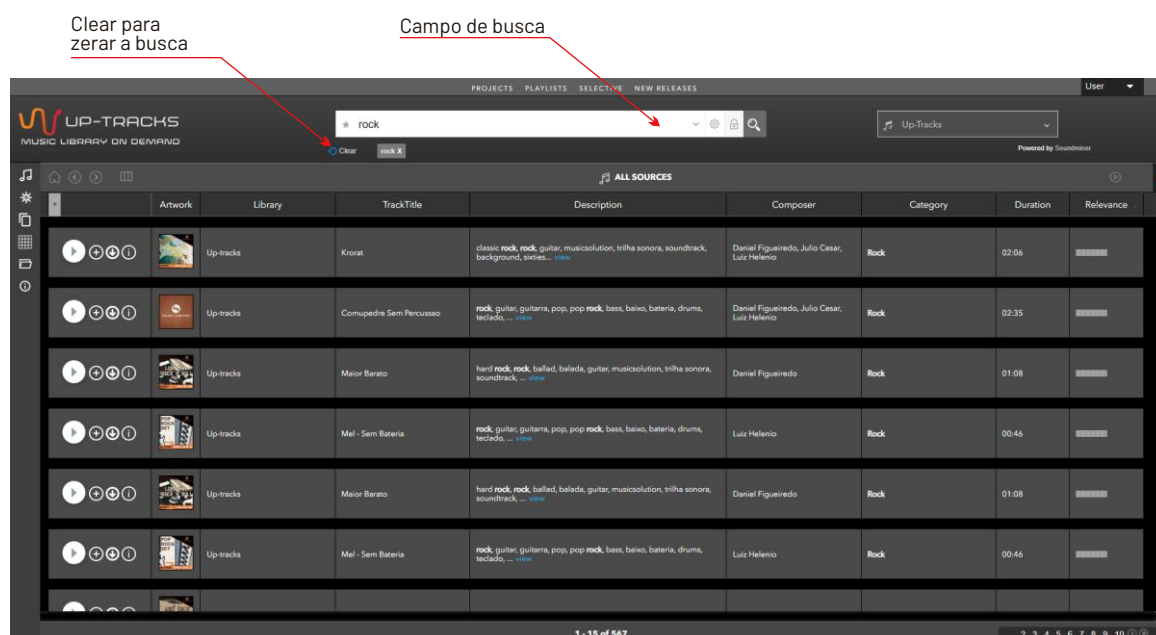 Clear para
zerar a busca
Campo de busca
PROJECTS PLAYLISTS SELECTIVE NEW RELEASES
User
UP-TRACKS
MUSIC LIBRARY ON DEMAND
rock
Up-Tracks
Clear rock X
Powered by Soundminer
ALL SOURCES
Artwork Library TrackTitle Description Composer Category Duration Relevance
Up-tracks Krorat classic rock, rock, guitar, musicsolution, trilha sonora, soundtrack, Daniel Figueiredo, Julio Cesar, Rock 02:06
background, sixties... view Luiz Helenio
Up-tracks Comupedre Sem Percussao rock, guitar, guitarra, pop, pop rock, bass, baixo, bateria, drums, Daniel Figueiredo, Julio Cesar, Rock 02:35
teclado, ... view Luiz Helenio
Up-tracks Maior Barato hard rock, rock, ballad, balada, guitar, musicsolution, trilha sonora, Daniel Figueiredo Rock 01:08
soundtrack, ... view
POP ROCK SET
Up-tracks Mel - Sem Bateria rock, guitar, guitarra, pop, pop rock, bass, baixo, bateria, drums, Luiz Helenio Rock 00:46
teclado, ... view
Up-tracks Maior Barato hard rock, rock, ballad, balada, guitar, musicsolution, trilha sonora, Daniel Figueiredo Rock 01:08
soundtrack, ... view
POP ROCK SET
Up-tracks Mel - Sem Bateria rock, guitar, guitarra, pop, pop rock, bass, baixo, bateria, drums, Luiz Helenio Rock 00:46
teclado, ... view
1 - 15 of 567
2 3 4 5 6 7 8 9 10